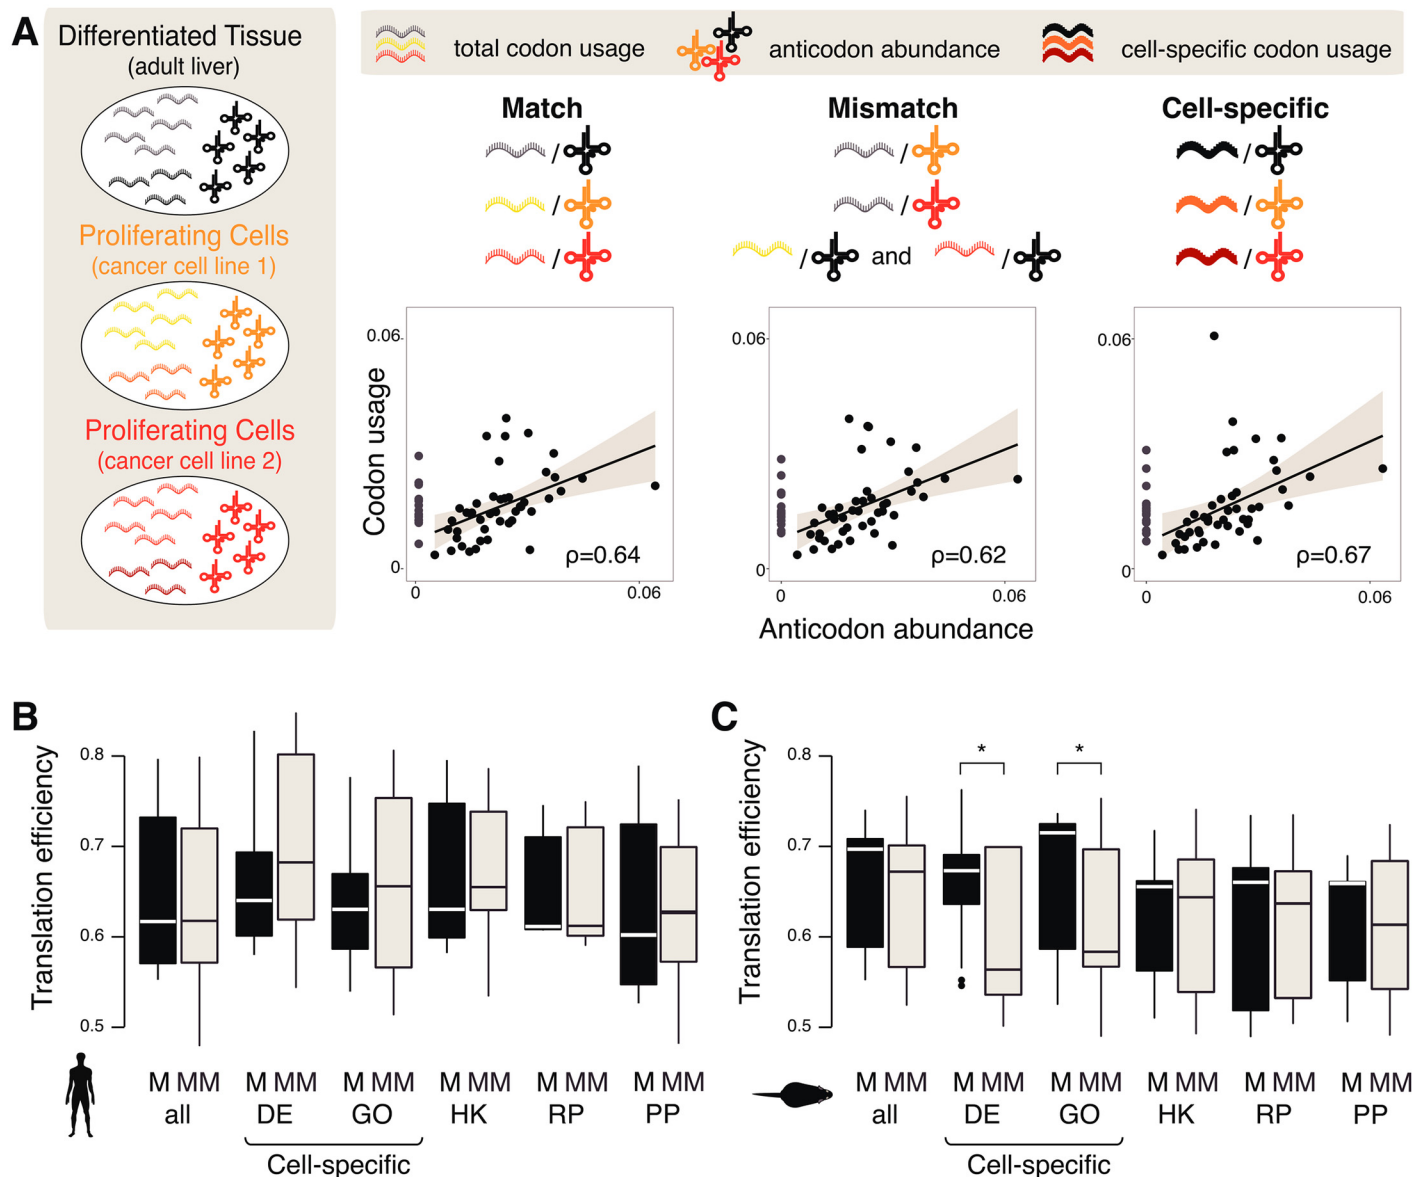 A
Differentiated Tissue
(adult liver)
Proliferating Cells
(cancer cell line 1)
Proliferating Cells
(cancer cell line 2)
total codon usage
anticodon abundance
cell-specific codon usage
Match
Mismatch
Cell-specific
/ / /
/ / /
/ / and / /
Codon usage
0.06
0
ρ=0.64
0 0.06
0.06
0
ρ=0.62
0 0.06
0.06
0
ρ=0.67
0 0.06
Anticodon abundance
B
Translation efficiency
0.8
0.7
0.6
0.5
M MM M MM M MM M MM M MM M MM
all DE GO HK RP PP
Cell-specific
C
Translation efficiency
0.8
0.7
0.6
0.5
* *
M MM M MM M MM M MM M MM M MM
all DE GO HK RP PP
Cell-specific